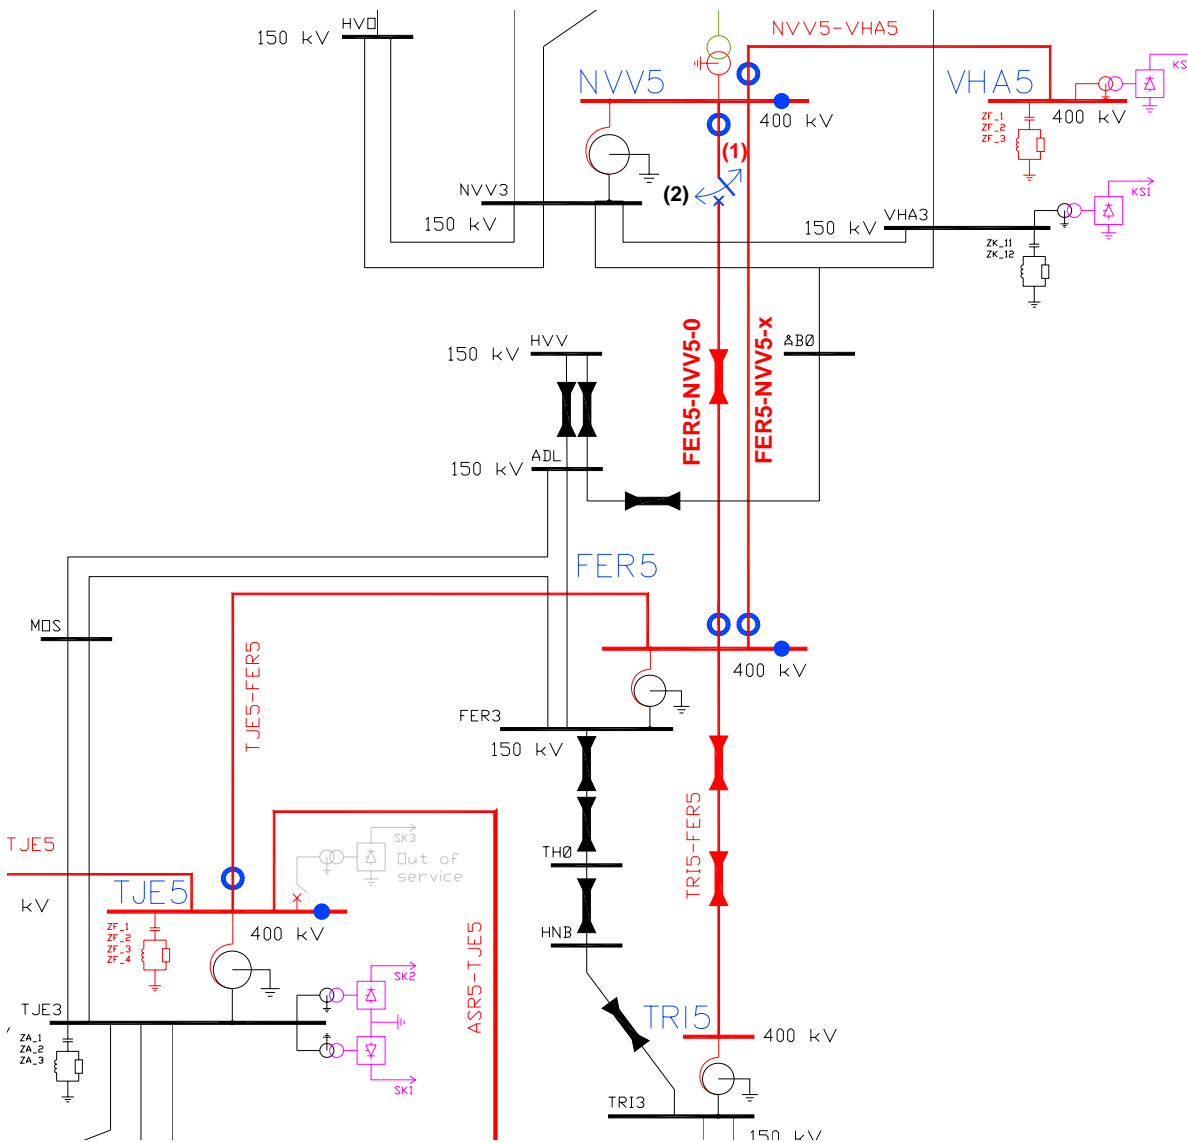 HVO
150 kV
NVV5-VHA5
KS
NVV5
VHA5
400 kV
400 kV
ZF_1
ZF_2
ZF_3
(1)
(2)
NVV3
150 kV
KS1
VHA3
150 kV
ZK_11
ZK_12
HVV
150 kV
FER5-NVV5-0
FER5-NVV5-x
ÅBØ
ADL
150 kV
FER5
MOS
400 kV
TJE5-FER5
FER3
150 kV
TRI5-FER5
SK3
Out of
service
TJE5
THØ
TJE5
kV
400 kV
ZF_1
ZF_2
ZF_3
ZF_4
HNB
ASR5-TJE5
SK2
TJE3
ZA_1
ZA_2
ZA_3
TRI5
400 kV
SK1
TRI3
150 kV